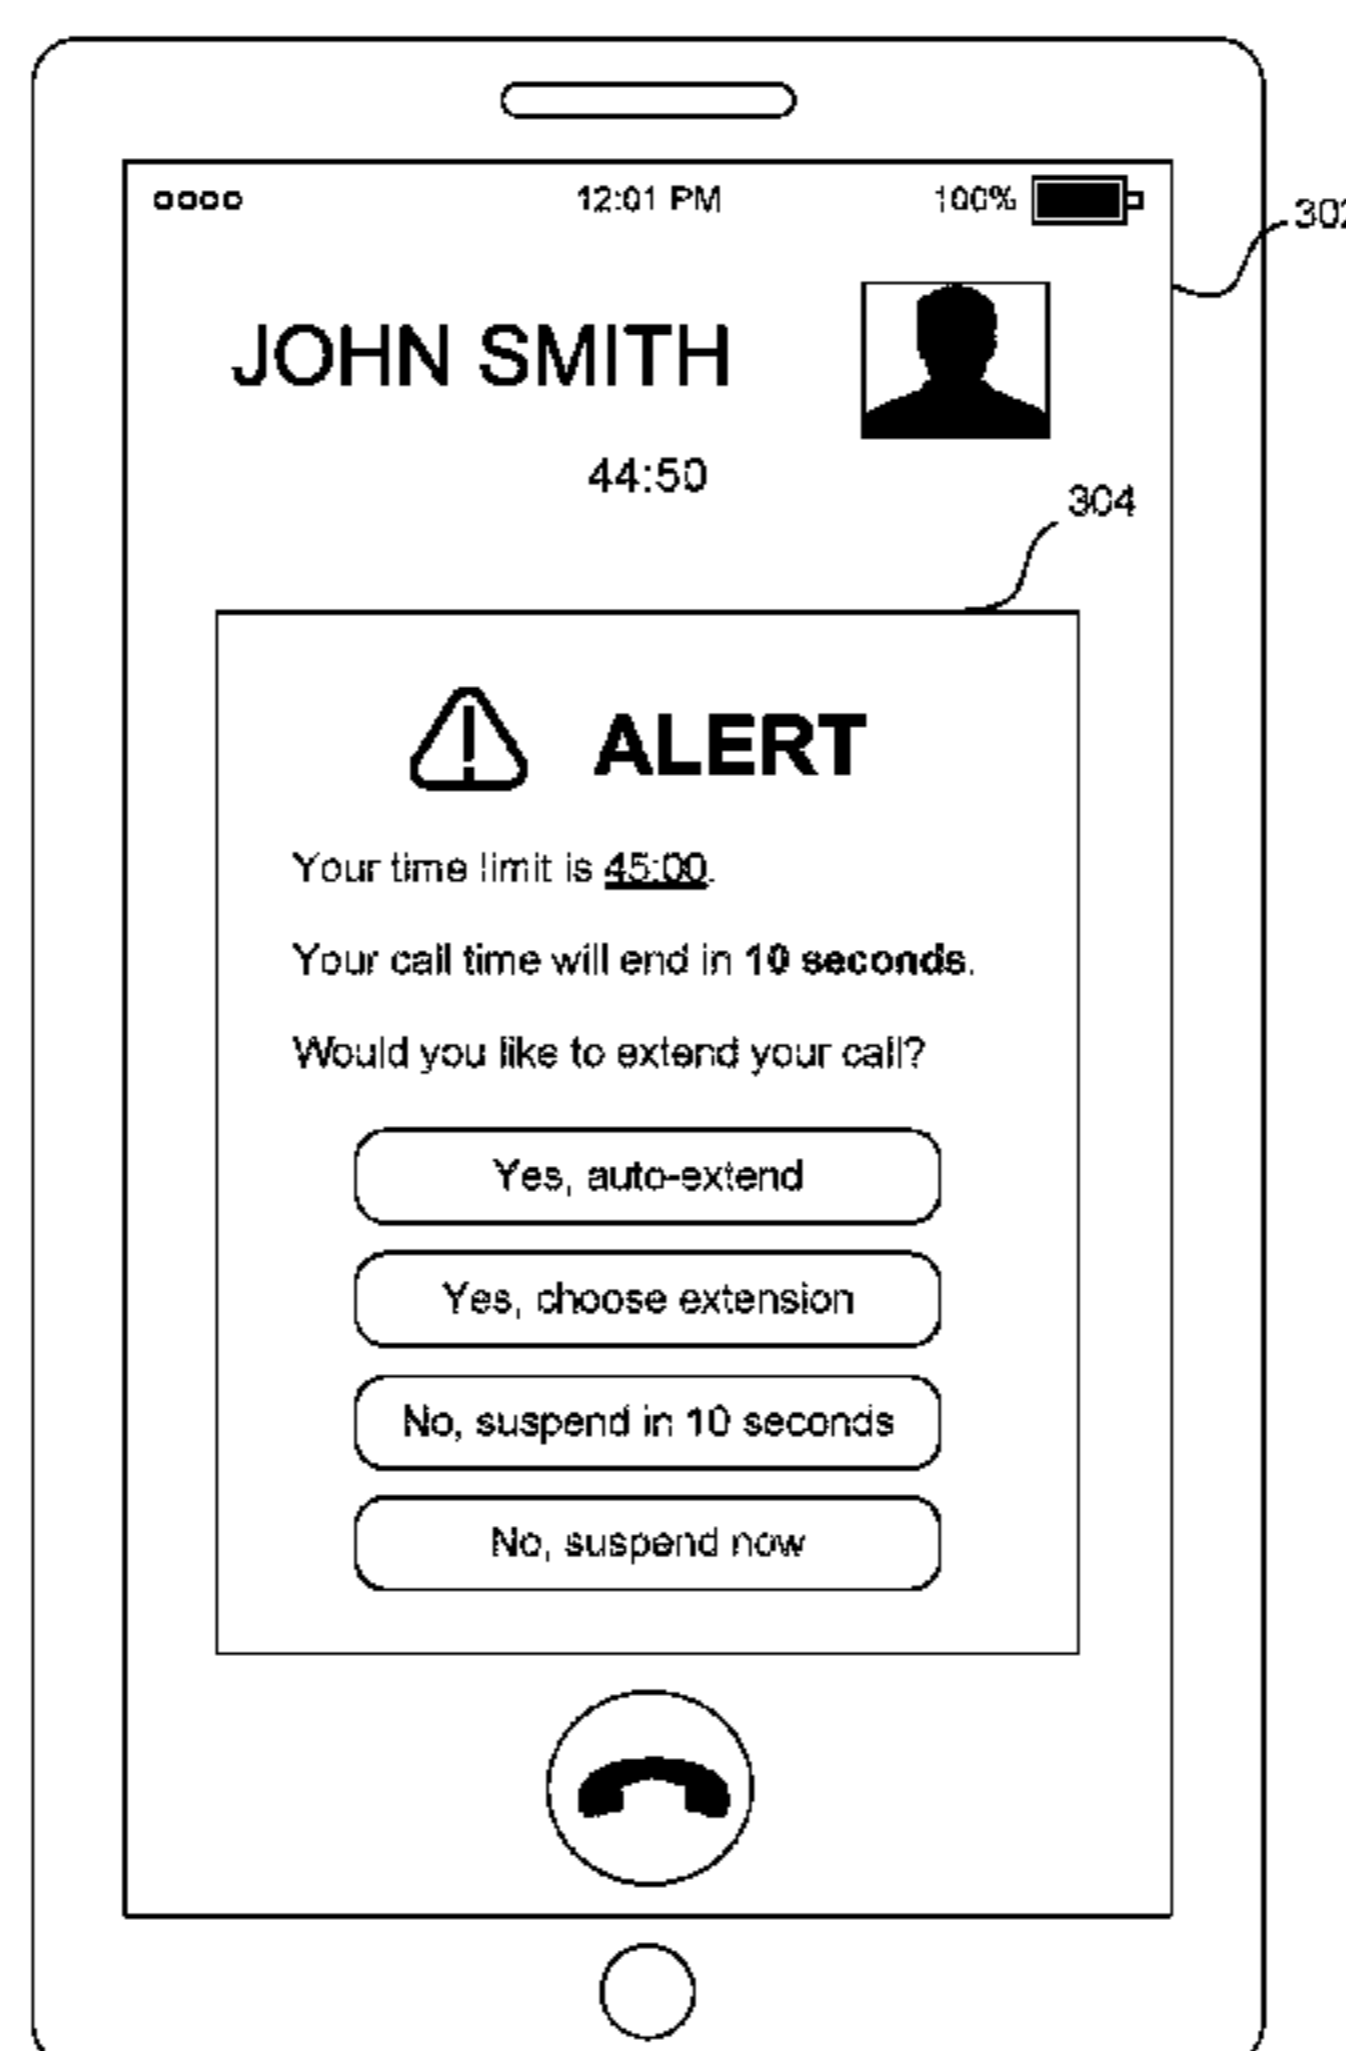 12:01 PM 100%
302
JOHN SMITH
44:50
304
ALERT
Your time limit is 45:00.
Your call time will end in 10 seconds.
Would you like to extend your call?
Yes, auto-extend
Yes, choose extension
No, suspend in 10 seconds
No, suspend now